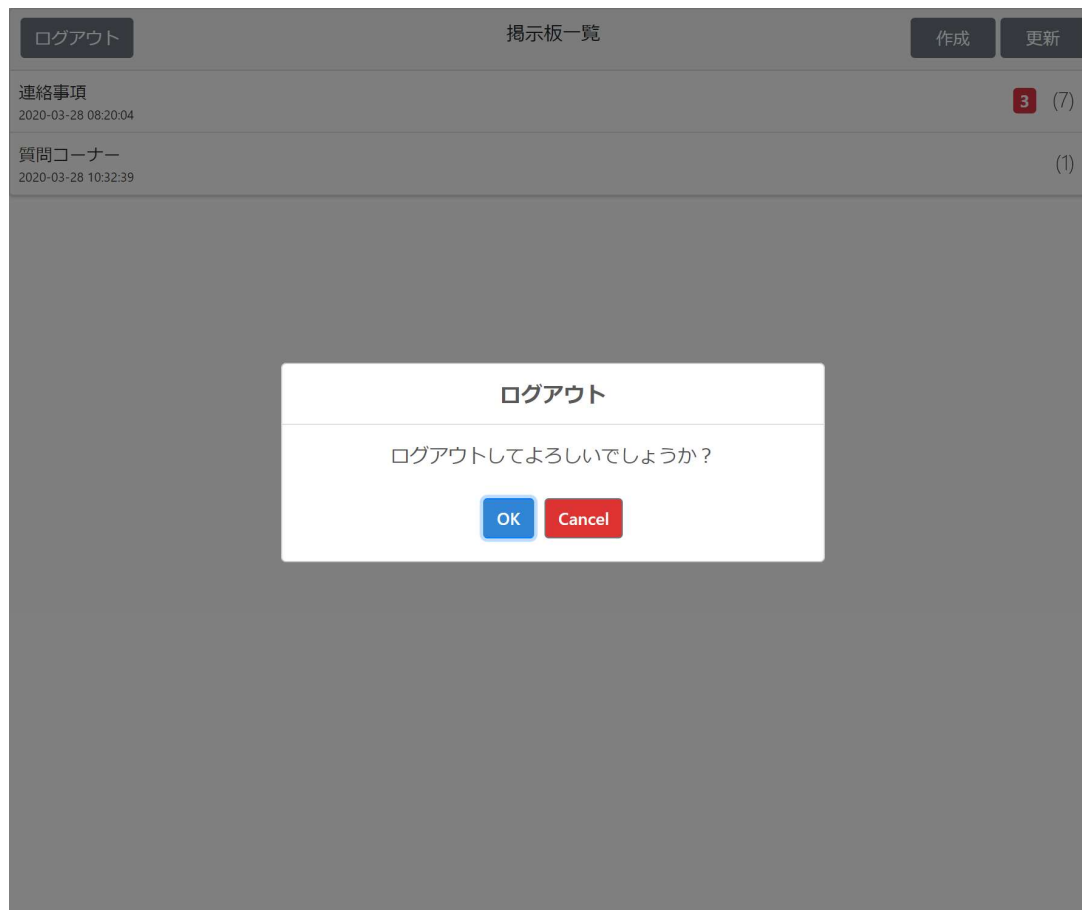 ログアウト
掲示板一覧
作成
更新
連絡事項
2020-03-28 08:20:04
3
(7)
質問コーナー
2020-03-28 10:32:39
(1)
ログアウト
ログアウトしてよろしいでしょうか？
OK
Cancel